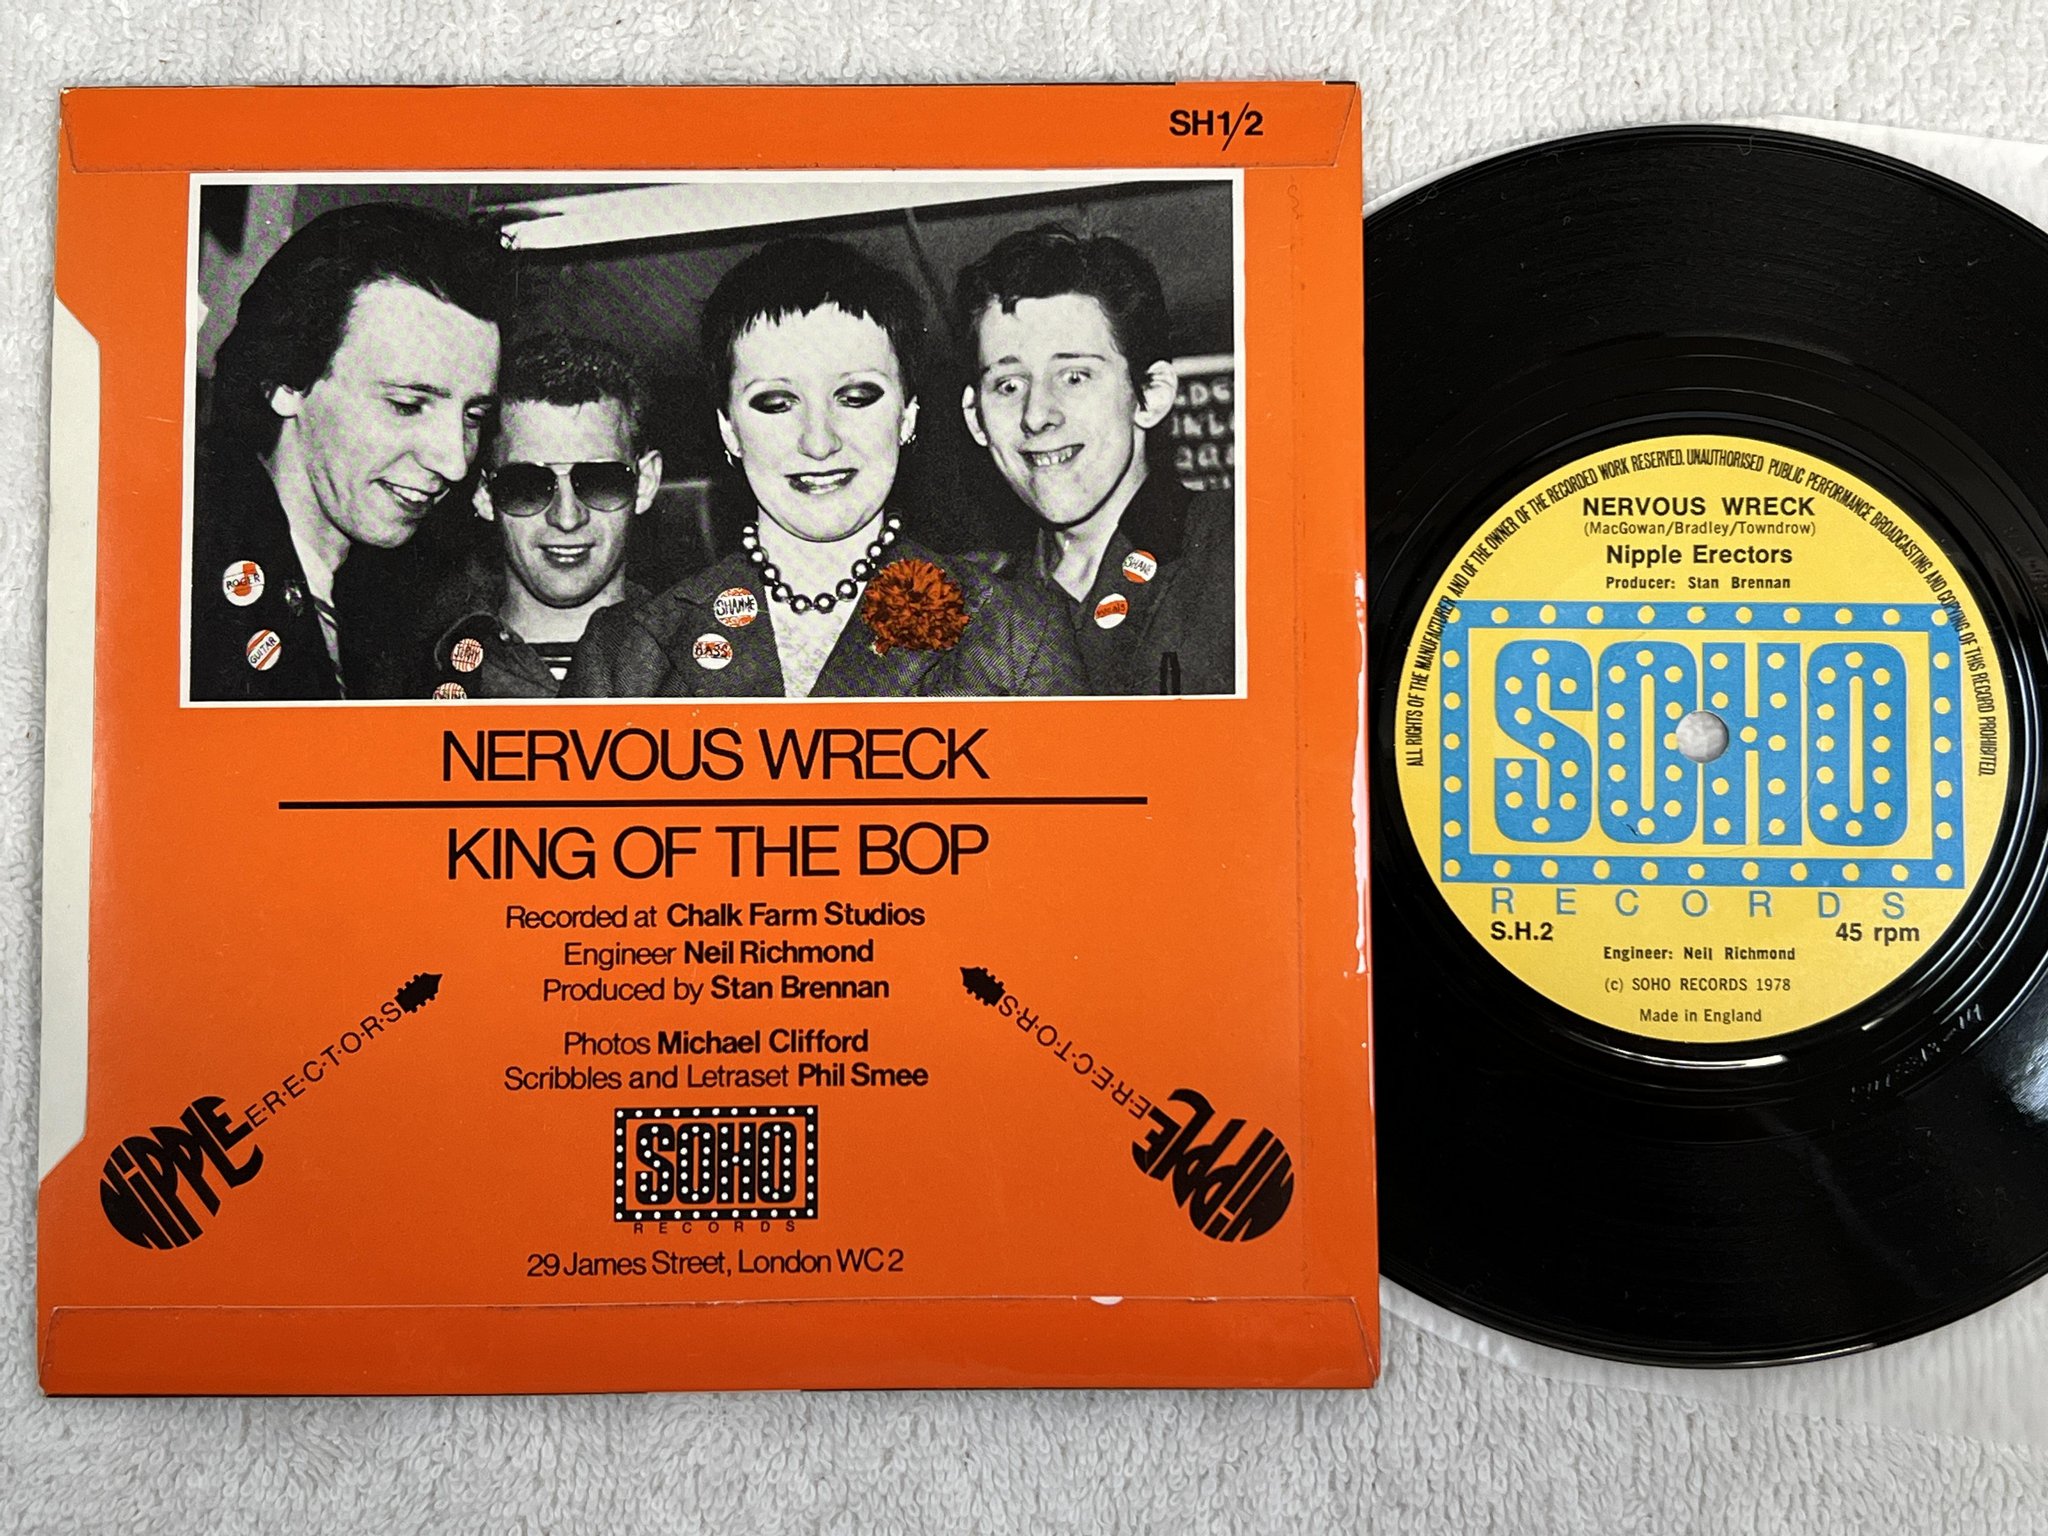 SH1/2
ROGER
GUITAR
SHANNE
BASS
SHANE
NERVOUS WRECK
KING OF THE BOP
Recorded at Chalk Farm Studios
Engineer Neil Richmond
Produced by Stan Brennan
Photos Michael Clifford
Scribbles and Letraset Phil Smee
NIPPLE E·R·E·C·T·O·R·S
NIPPLE E·R·E·C·T·O·R·S
SOHO
RECORDS
29 James Street, London WC2
ALL RIGHTS OF THE MANUFACTURER AND OF THE OWNER OF THE RECORDED WORK RESERVED. UNAUTHORISED PUBLIC PERFORMANCE BROADCASTING AND COPYING OF THIS RECORD PROHIBITED.
NERVOUS WRECK
(MacGowan/Bradley/Towndrow)
Nipple Erectors
Producer: Stan Brennan
SOHO
RECORDS
S.H.2 45 rpm
Engineer: Neil Richmond
(c) SOHO RECORDS 1978
Made in England